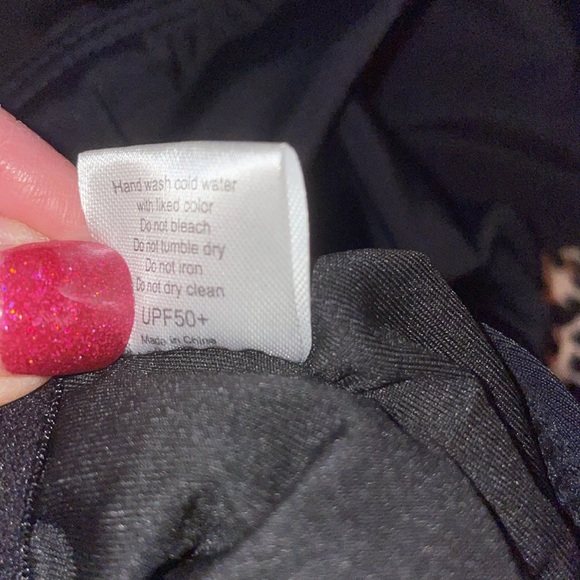 Hand wash cold water
with liked color
Do not bleach
Do not tumble dry
Do not iron
Do not dry clean
UPF50+
Made in China